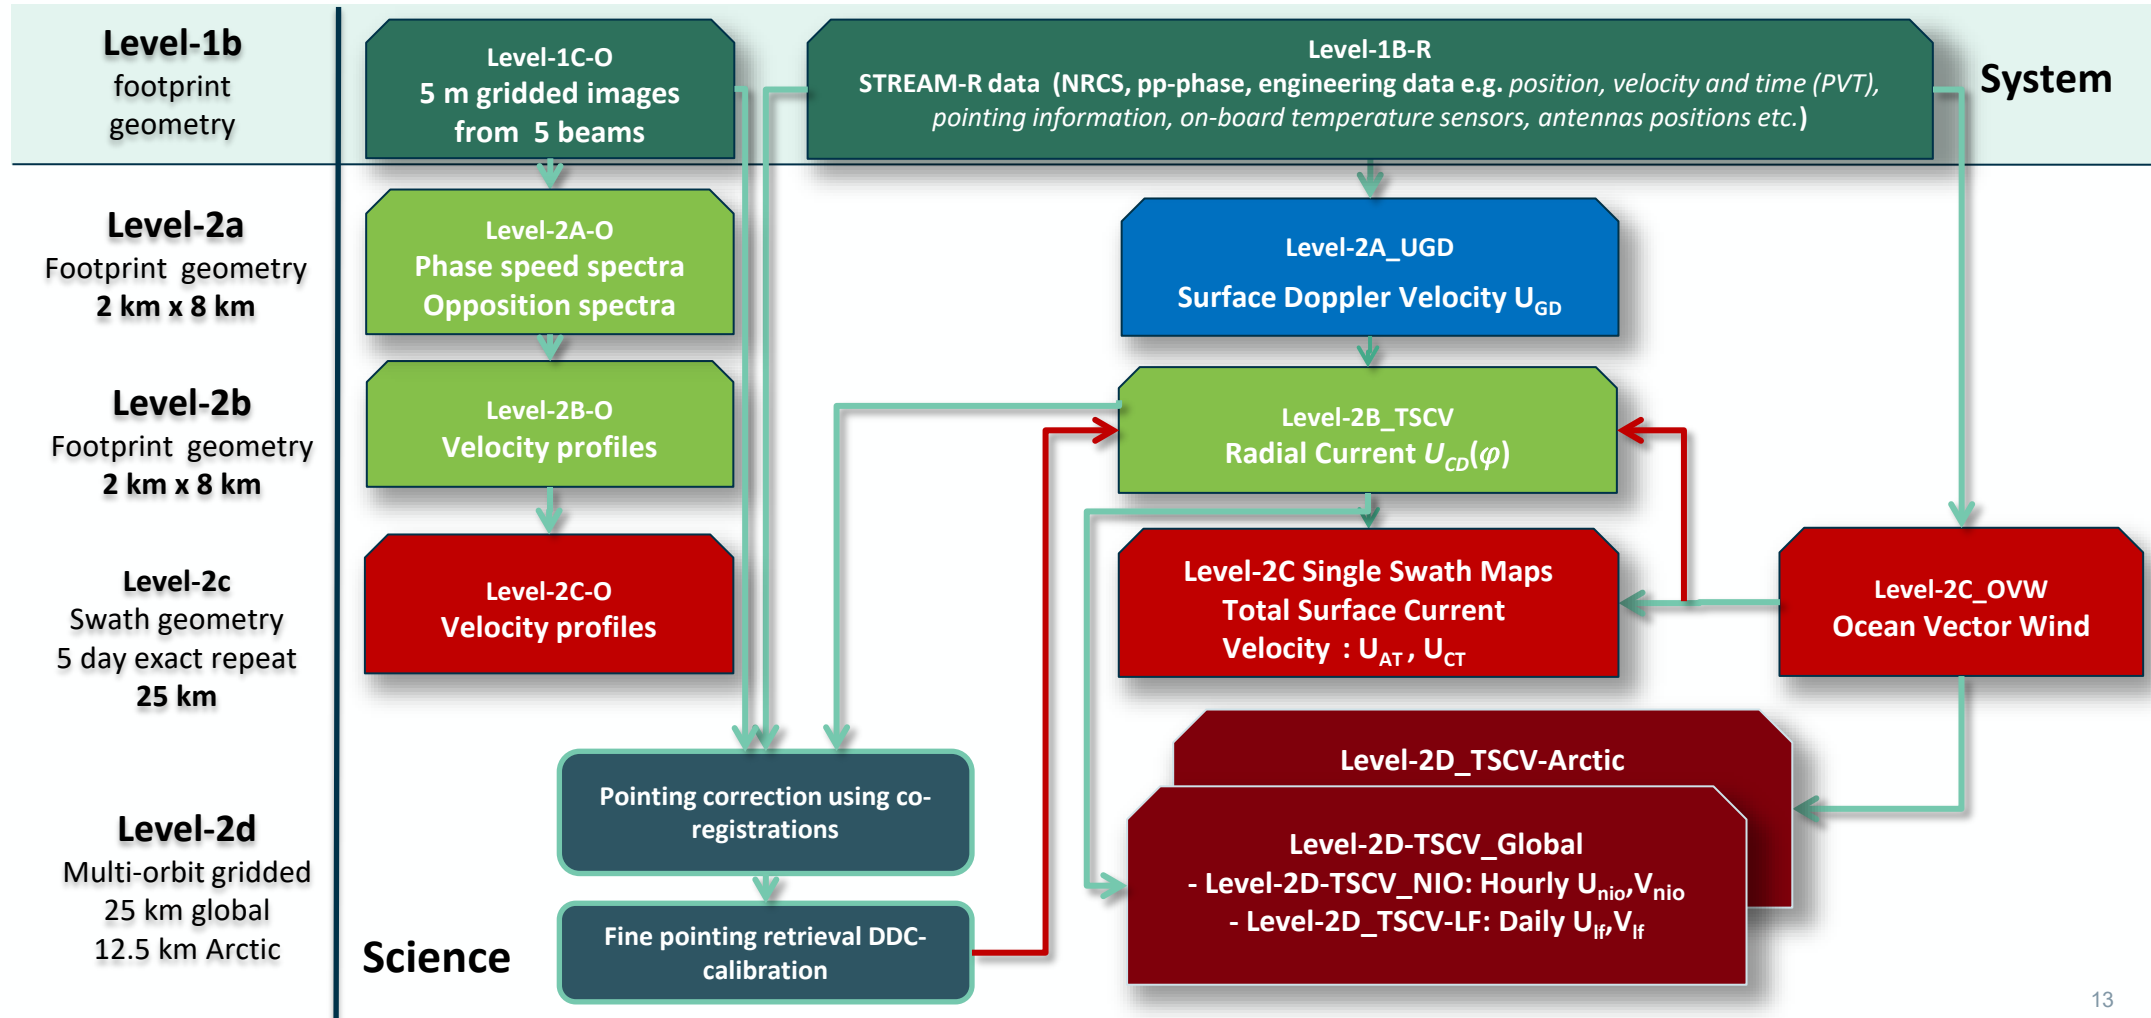 Level-1b
footprint
geometry
Level-1C-O
5 m gridded images
from 5 beams
Level-1B-R
STREAM-R data (NRCS, pp-phase, engineering data e.g. position, velocity and time (PVT),
pointing information, on-board temperature sensors, antennas positions etc.)
System
Level-2a
Footprint geometry
2 km x 8 km
Level-2A-O
Phase speed spectra
Opposition spectra
Level-2A_UGD
Surface Doppler Velocity UGD
Level-2b
Footprint geometry
2 km x 8 km
Level-2B-O
Velocity profiles
Level-2B_TSCV
Radial Current UCD(φ)
Level-2c
Swath geometry
5 day exact repeat
25 km
Level-2C-O
Velocity profiles
Level-2C Single Swath Maps
Total Surface Current
Velocity : UAT , UCT
Level-2C_OVW
Ocean Vector Wind
Level-2d
Multi-orbit gridded
25 km global
12.5 km Arctic
Science
Pointing correction using co-
registrations
Fine pointing retrieval DDC-
calibration
Level-2D_TSCV-Arctic
Level-2D-TSCV_Global
- Level-2D-TSCV_NIO: Hourly Unio,Vnio
- Level-2D_TSCV-LF: Daily Ulf,Vlf
13